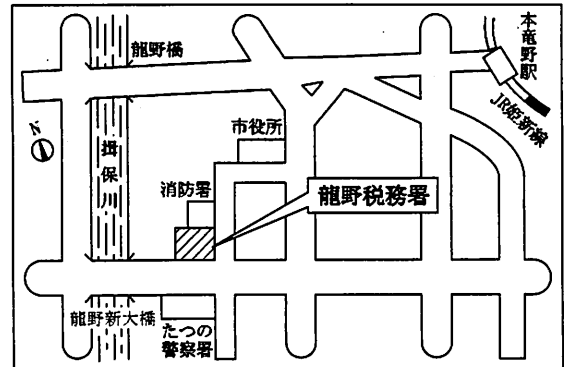 龍野橋
本竜野駅
JR姫新線
市役所
N
揖保川
消防署
龍野税務署
龍野新大橋
たつの
警察署